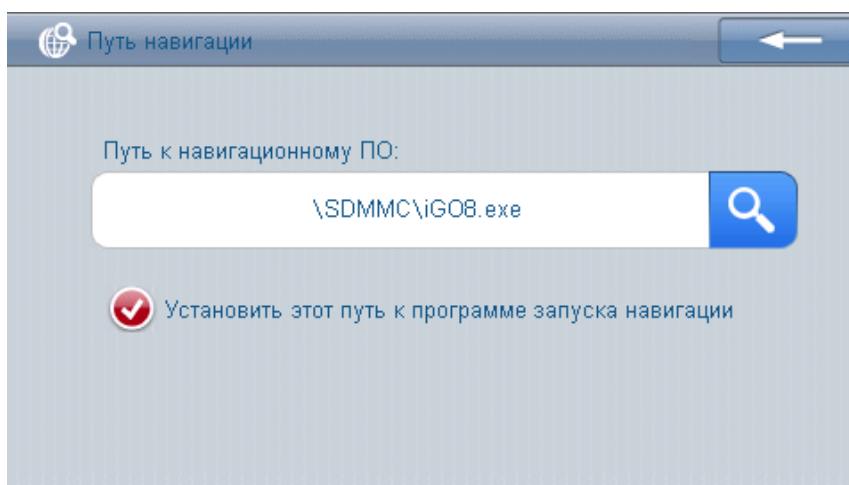 Путь навигации
Путь к навигационному ПО:
\SDMMC\iGO8.exe
Установить этот путь к программе запуска навигации